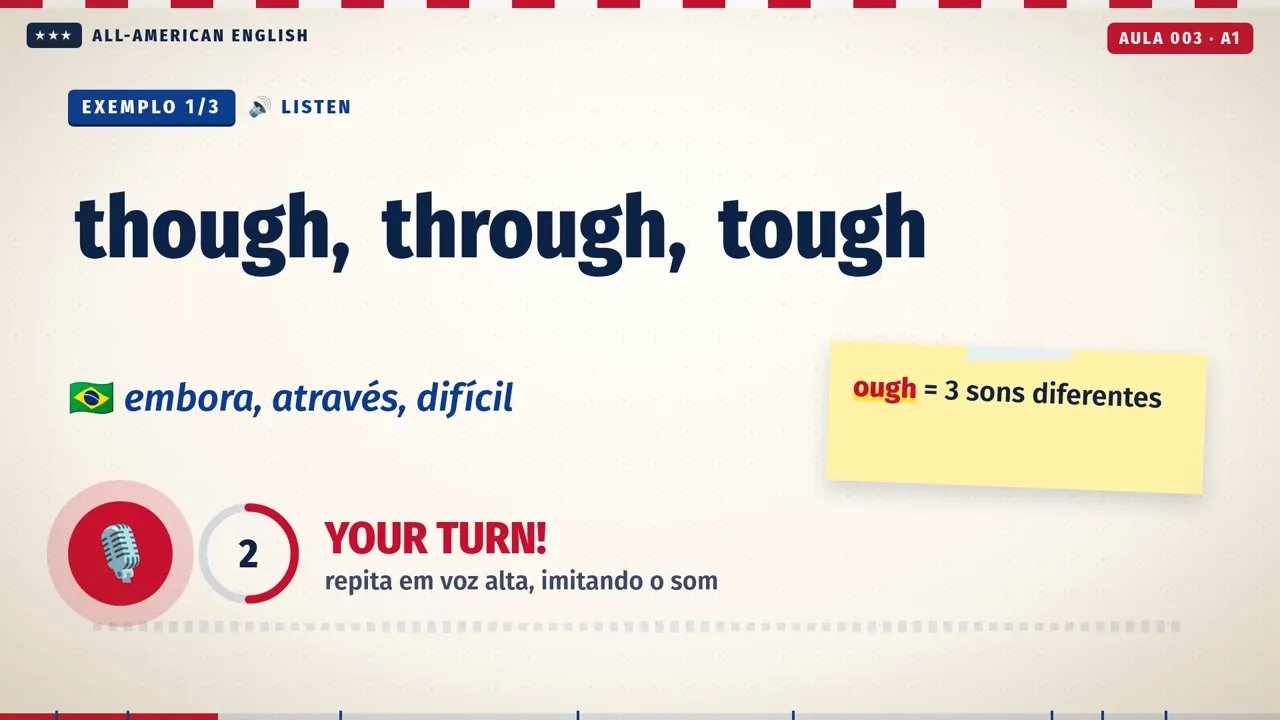 ★★★ ALL-AMERICAN ENGLISH
AULA 003 · A1
EXEMPLO 1/3 🔊 LISTEN
though, through, tough
🇧🇷 embora, através, difícil
ough = 3 sons diferentes
2
YOUR TURN!
repita em voz alta, imitando o som